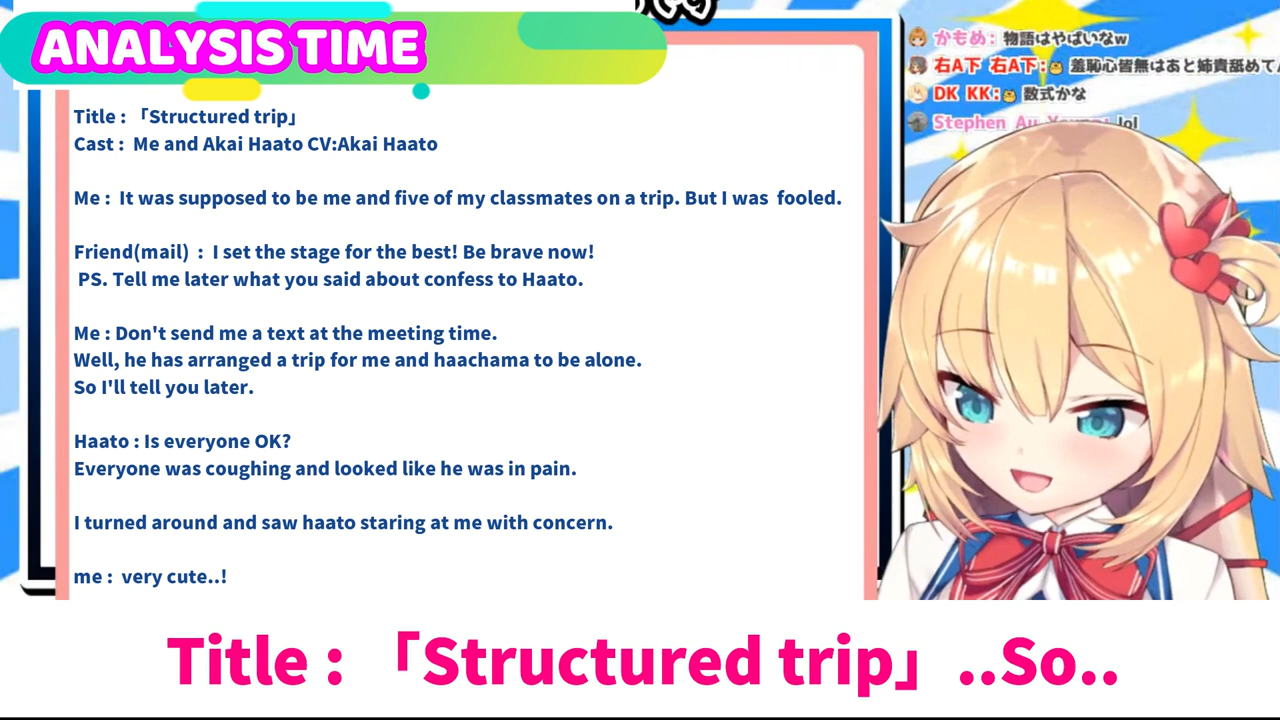 ANALYSIS TIME
Title : 「Structured trip」
Cast : Me and Akai Haato CV:Akai Haato
Me : It was supposed to be me and five of my classmates on a trip. But I was fooled.
Friend(mail) : I set the stage for the best! Be brave now!
PS. Tell me later what you said about confess to Haato.
Me : Don't send me a text at the meeting time.
Well, he has arranged a trip for me and haachama to be alone.
So I'll tell you later.
Haato : Is everyone OK?
Everyone was coughing and looked like he was in pain.
I turned around and saw haato staring at me with concern.
me : very cute..!
かもめ: 物語はやばいなw
右A下 右A下: 羞恥心皆無はあと姉貴舐めて
DK KK: 数式かな
Stephen Au Yeung: lol
Title : 「Structured trip」..So..